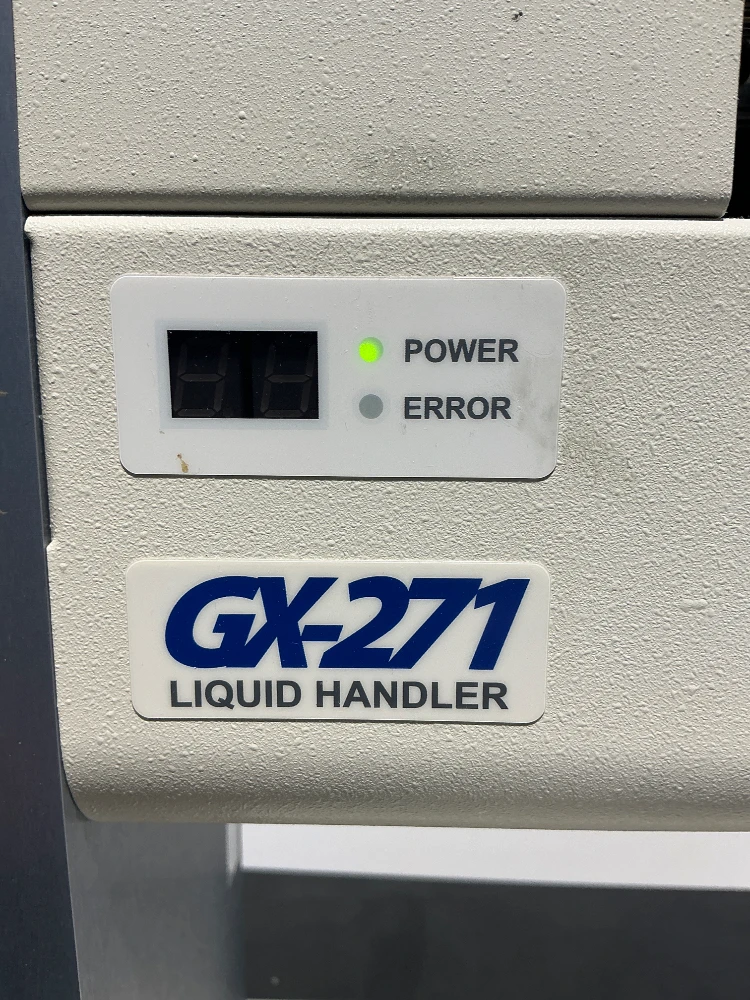 POWER
ERROR
GX-271
LIQUID HANDLER